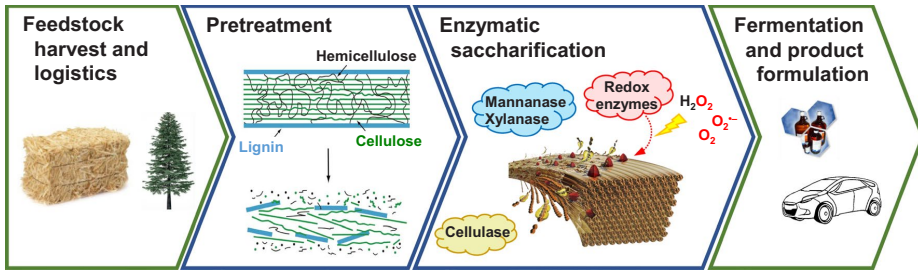 Feedstock
harvest and
logistics
Pretreatment
Hemicellulose
Lignin
Cellulose
Enzymatic
saccharification
Mannanase
Xylanase
Redox
enzymes
H₂O₂
O₂•−
O₂
Cellulase
Fermentation
and product
formulation